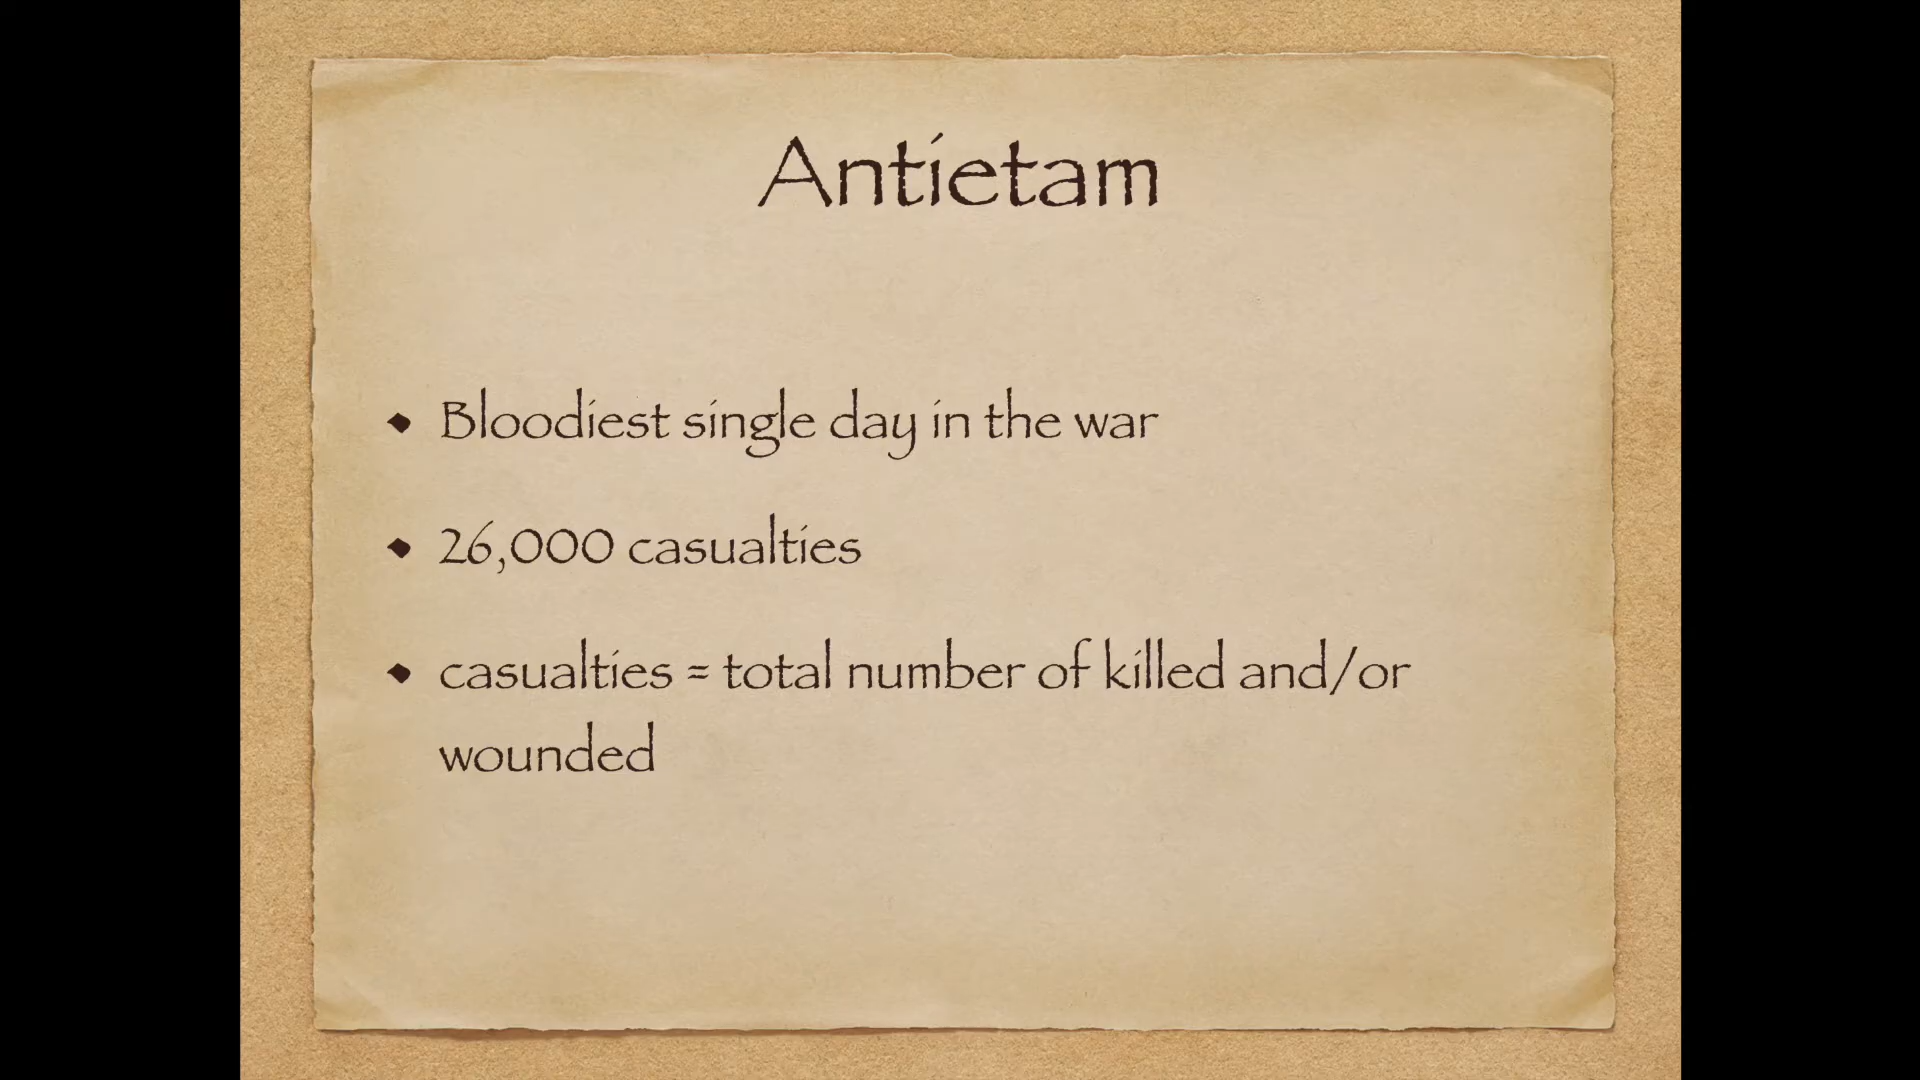 Antietam
• Bloodiest single day in the war
• 26,000 casualties
• casualties = total number of killed and/or
wounded